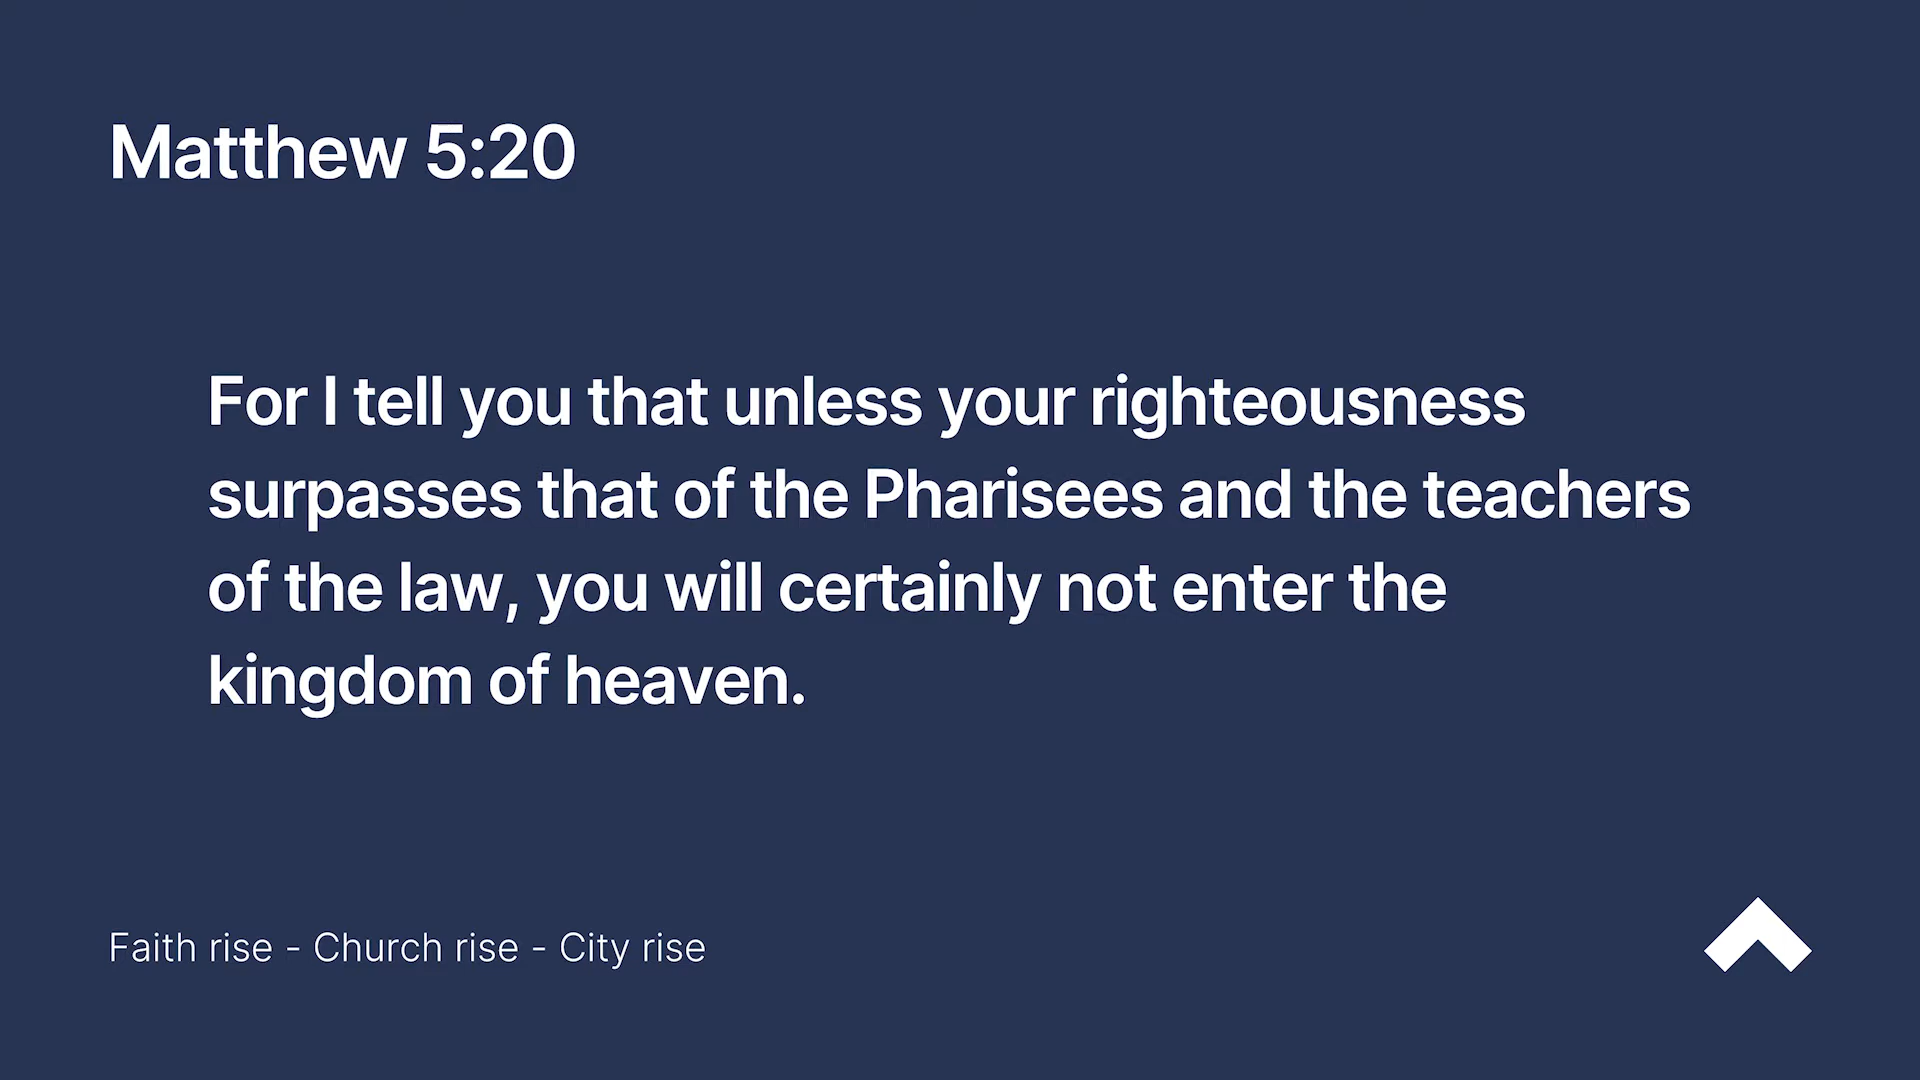 Matthew 5:20
For I tell you that unless your righteousness
surpasses that of the Pharisees and the teachers
of the law, you will certainly not enter the
kingdom of heaven.
Faith rise - Church rise - City rise